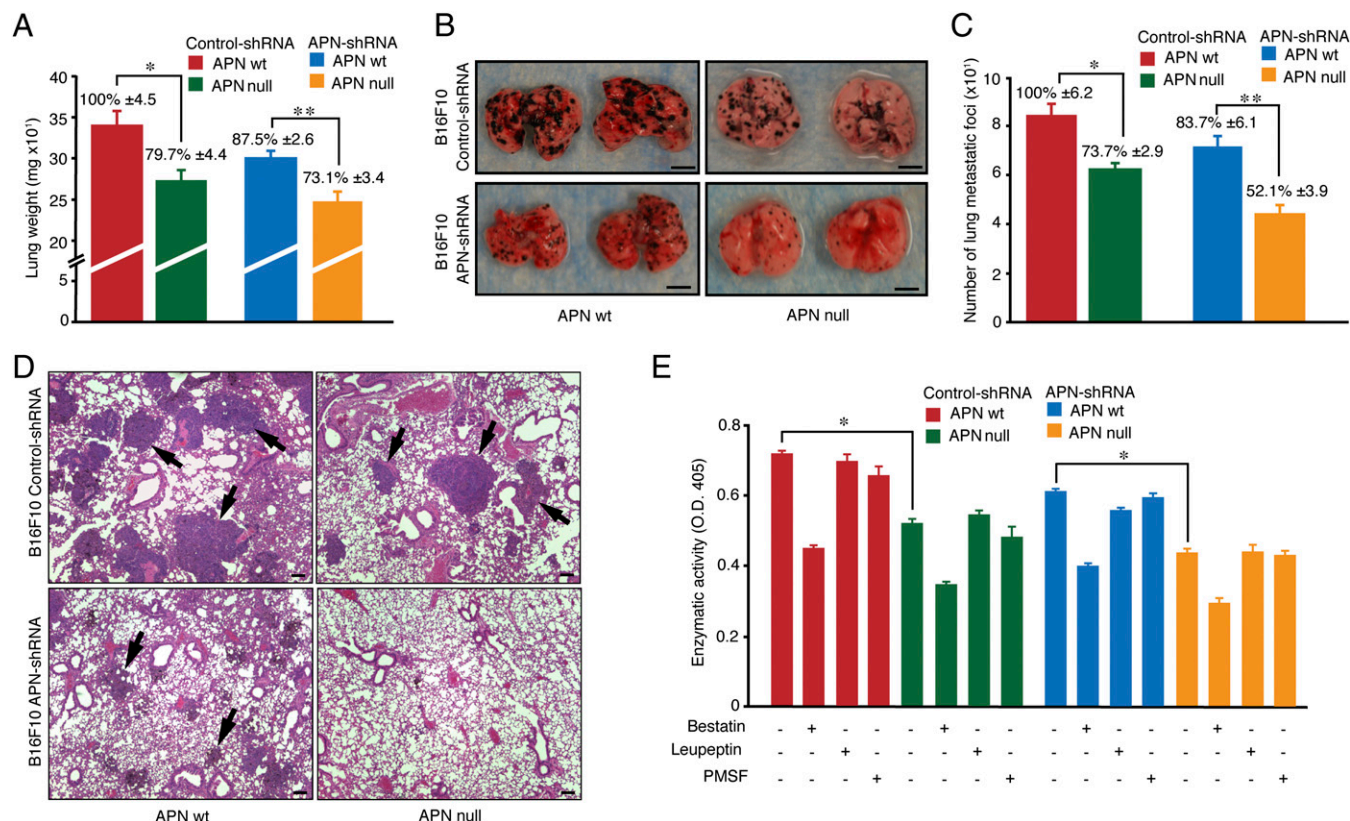 A
Control-shRNA APN-shRNA
APN wt APN wt
APN null APN null
Lung weight (mg x10¹)
40
35
30
25
20
5
0
*
**
100% ±4.5
79.7% ±4.4
87.5% ±2.6
73.1% ±3.4
B
B16F10
Control-shRNA
B16F10
APN-shRNA
APN wt APN null
C
Control-shRNA APN-shRNA
APN wt APN wt
APN null APN null
Number of lung metastatic foci (x10¹)
10
8
6
4
2
0
*
**
100% ±6.2
73.7% ±2.9
83.7% ±6.1
52.1% ±3.9
D
B16F10 Control-shRNA
B16F10 APN-shRNA
APN wt APN null
E
Control-shRNA APN-shRNA
APN wt APN wt
APN null APN null
Enzymatic activity (O.D. 405)
0.8
0.6
0.4
0.2
0
*
*
Bestatin - + - - - + - - - + - - - + - -
Leupeptin - - + - - - + - - - + - - - + -
PMSF - - - + - - - + - - - + - - - +